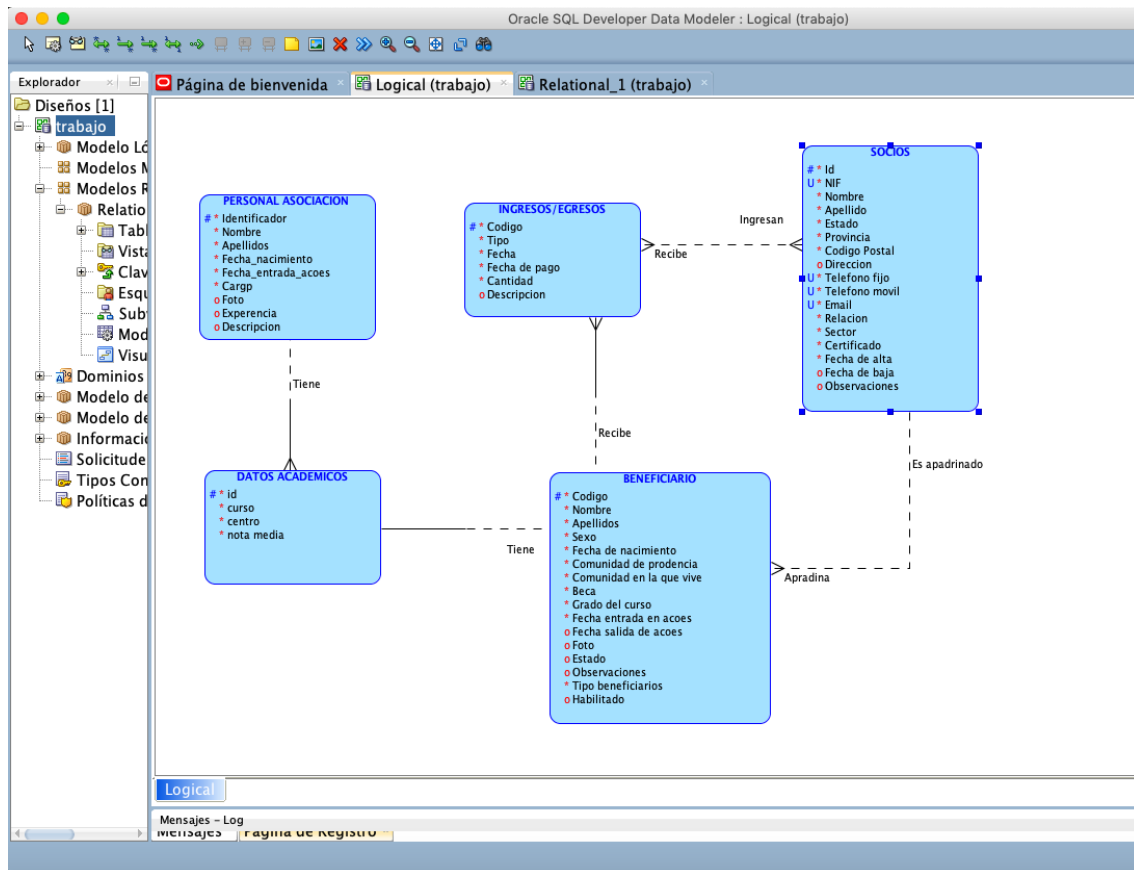 Oracle SQL Developer Data Modeler : Logical (trabajo)
Explorador
Página de bienvenida
Logical (trabajo)
Relational_1 (trabajo)
Diseños [1]
trabajo
Modelo Ló
Modelos M
Modelos R
Relatio
Tabl
Vista
Clav
Esqu
Sub
Mod
Visu
Dominios
Modelo de
Modelo de
Informació
Solicitude
Tipos Con
Políticas d
PERSONAL ASOCIACION
# * Identificador
* Nombre
* Apellidos
* Fecha_nacimiento
* Fecha_entrada_acoes
* Cargp
o Foto
o Experencia
o Descripcion
Tiene
INGRESOS/EGRESOS
# * Codigo
* Tipo
* Fecha
* Fecha de pago
* Cantidad
o Descripcion
Ingresan
Recibe
SOCIOS
# * Id
U * NIF
* Nombre
* Apellido
* Estado
* Provincia
* Codigo Postal
o Direccion
U * Telefono fijo
U * Telefono movil
U * Email
* Relacion
* Sector
* Certificado
* Fecha de alta
o Fecha de baja
o Observaciones
Recibe
Es apadrinado
DATOS ACADEMICOS
# * id
* curso
* centro
* nota media
Tiene
BENEFICIARIO
# * Codigo
* Nombre
* Apellidos
* Sexo
* Fecha de nacimiento
* Comunidad de prodencia
* Comunidad en la que vive
* Beca
* Grado del curso
* Fecha entrada en acoes
o Fecha salida de acoes
o Foto
o Estado
o Observaciones
* Tipo beneficiarios
o Habilitado
Apradina
Logical
Mensajes - Log
Mensajes
Página de Registro